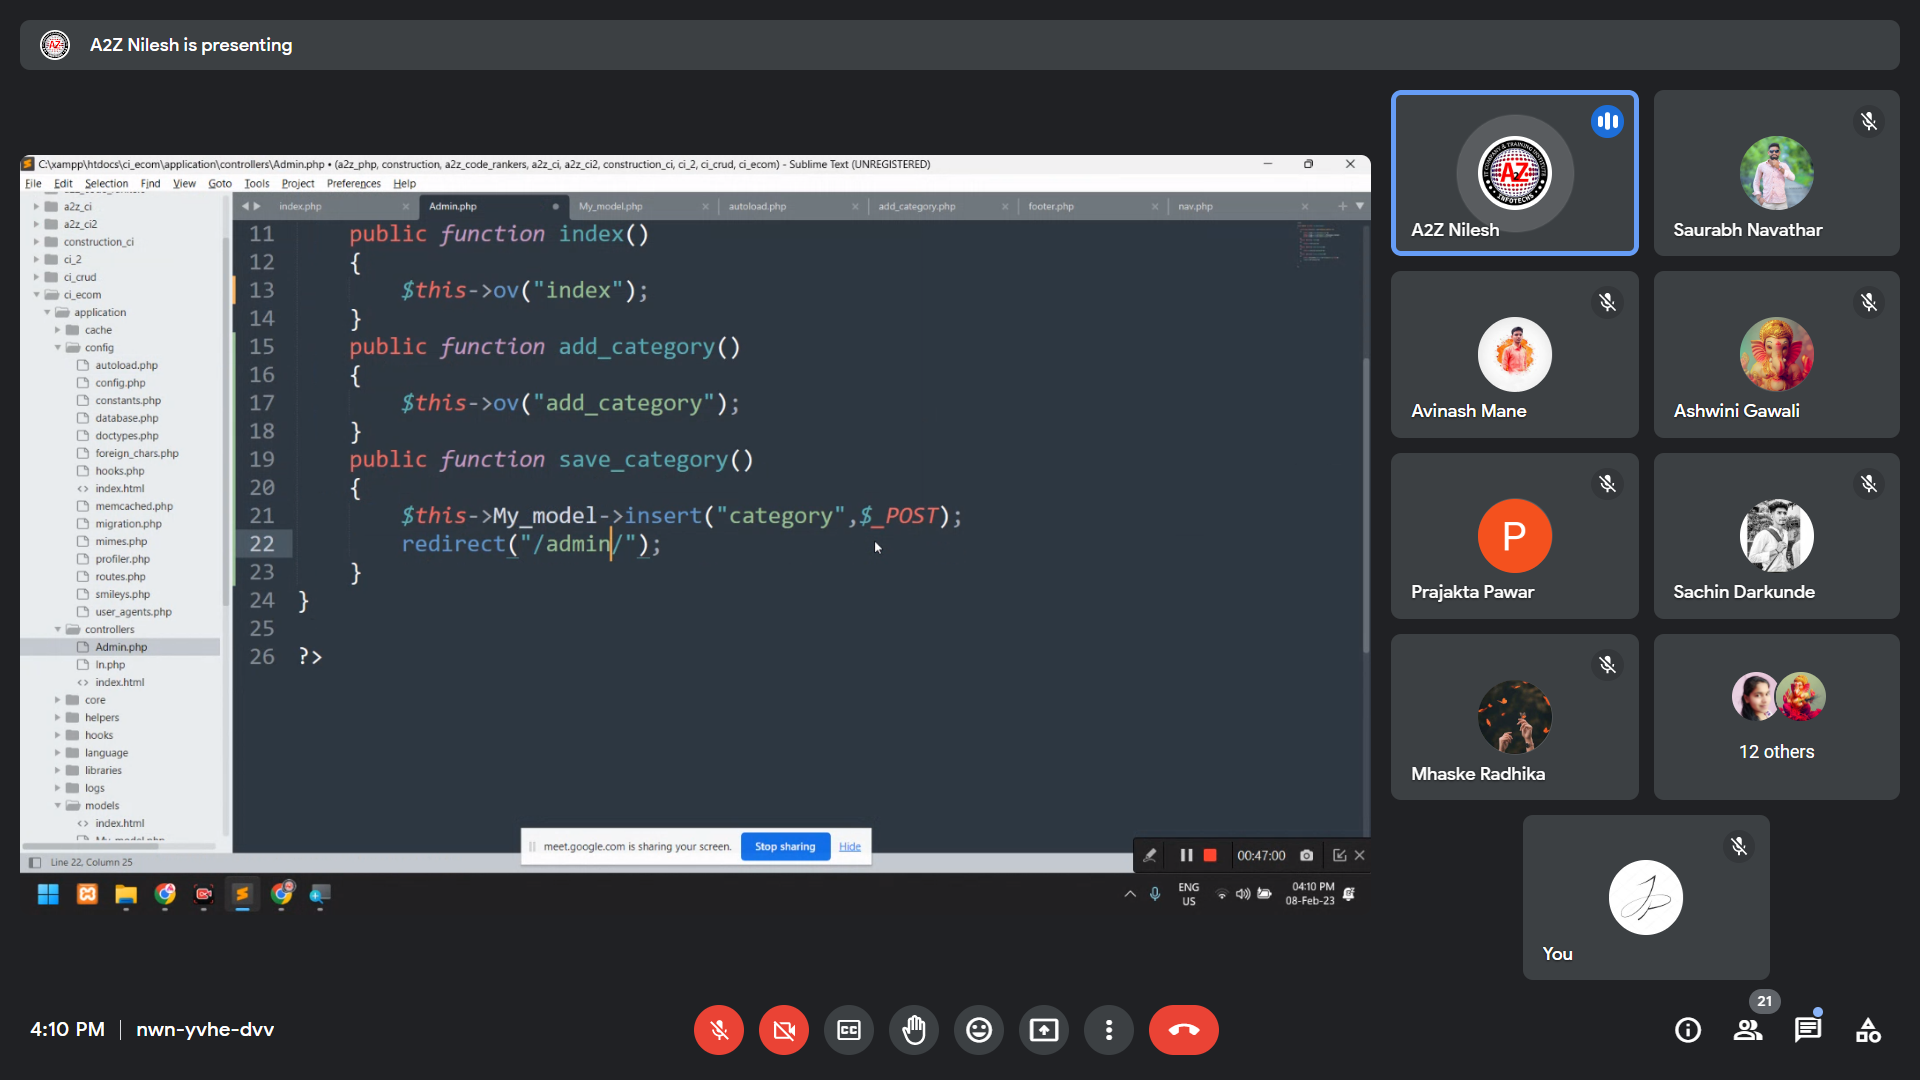 A2Z Nilesh is presenting
C:\xampp\htdocs\ci_ecom\application\controllers\Admin.php • (a2z_php, construction, a2z_code_rankers, a2z_ci, a2z_ci2, construction_ci, ci_2, ci_crud, ci_ecom) - Sublime Text (UNREGISTERED)
File Edit Selection Find View Goto Tools Project Preferences Help
a2z_ci
a2z_ci2
construction_ci
ci_2
ci_crud
ci_ecom
application
cache
config
autoload.php
config.php
constants.php
database.php
doctypes.php
foreign_chars.php
hooks.php
index.html
memcached.php
migration.php
mimes.php
profiler.php
routes.php
smileys.php
user_agents.php
controllers
Admin.php
In.php
index.html
core
helpers
hooks
language
libraries
logs
models
index.html
index.php Admin.php My_model.php autoload.php add_category.php footer.php nav.php
11 public function index()
12 {
13 $this->ov("index");
14 }
15 public function add_category()
16 {
17 $this->ov("add_category");
18 }
19 public function save_category()
20 {
21 $this->My_model->insert("category",$_POST);
22 redirect("/admin/");
23 }
24 }
25
26 ?>
Line 22, Column 25
meet.google.com is sharing your screen. Stop sharing Hide
00:47:00
ENG
US
04:10 PM
08-Feb-23
A2Z Nilesh
Saurabh Navathar
Avinash Mane
Ashwini Gawali
P
Prajakta Pawar
Sachin Darkunde
Mhaske Radhika
12 others
You
4:10 PM | nwn-yvhe-dvv
CC
21